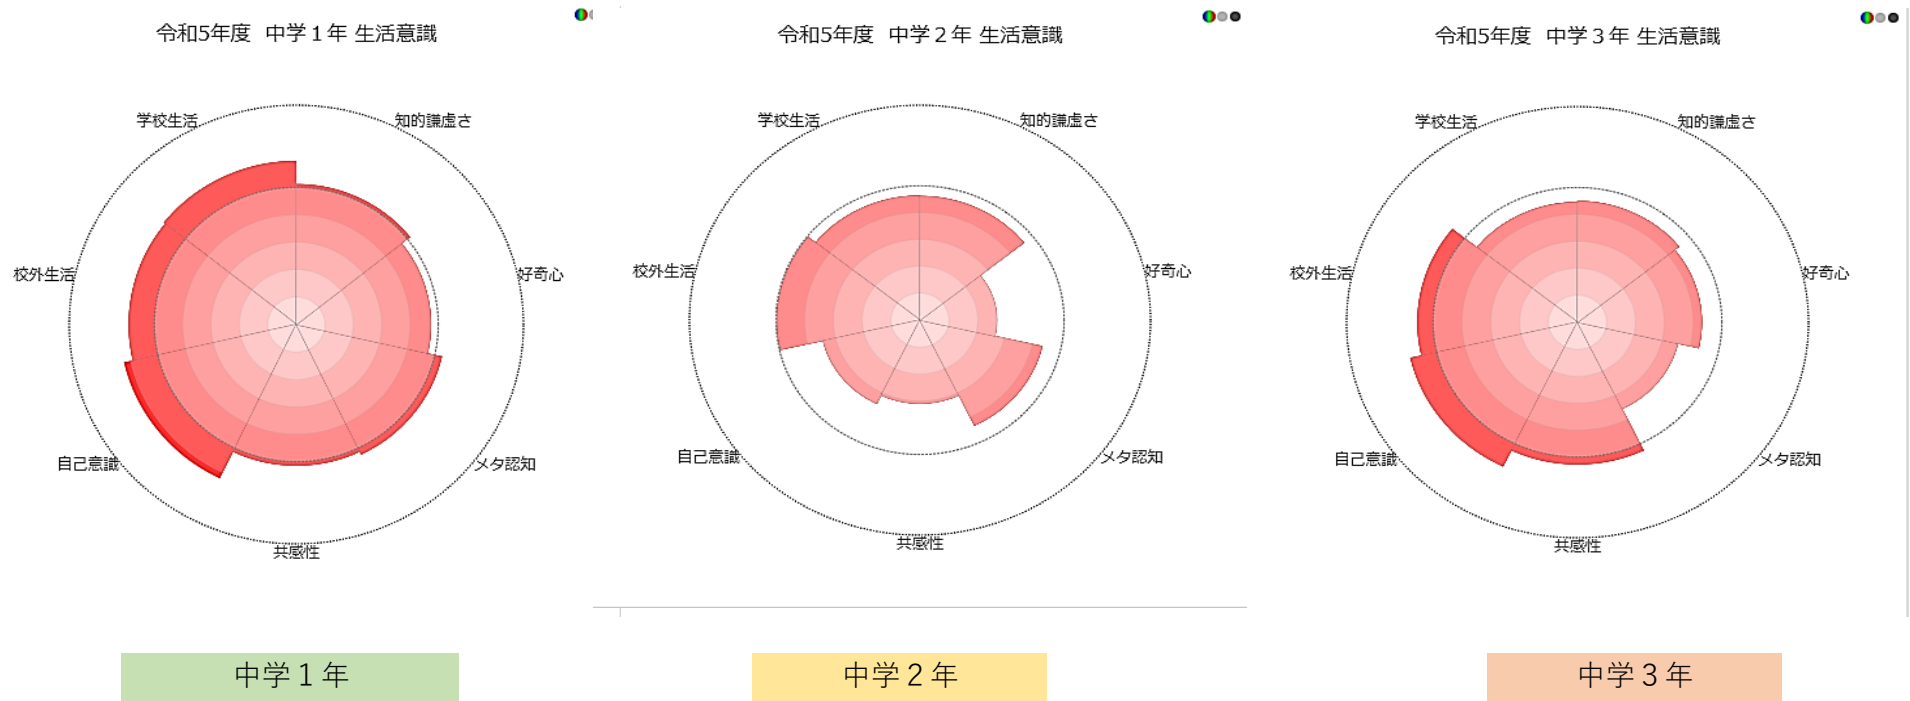 令和5年度 中学１年 生活意識
学校生活
知的謙虚さ
校外生活
好奇心
自己意識
メタ認知
共感性
令和5年度 中学２年 生活意識
学校生活
知的謙虚さ
校外生活
好奇心
自己意識
メタ認知
共感性
令和5年度 中学３年 生活意識
学校生活
知的謙虚さ
校外生活
好奇心
自己意識
メタ認知
共感性
中学１年
中学２年
中学３年